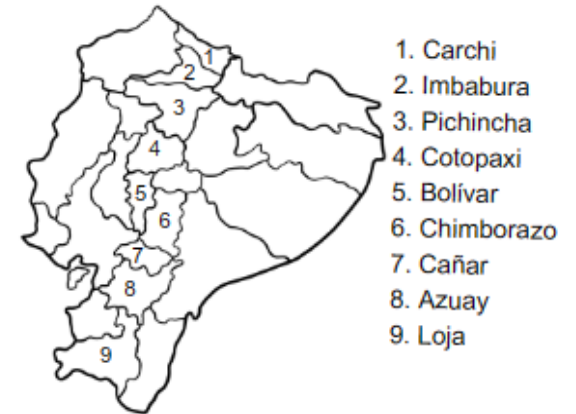 1. Carchi
2. Imbabura
3. Pichincha
4. Cotopaxi
5. Bolívar
6. Chimborazo
7. Cañar
8. Azuay
9. Loja
1
2
3
4
5
6
7
8
9